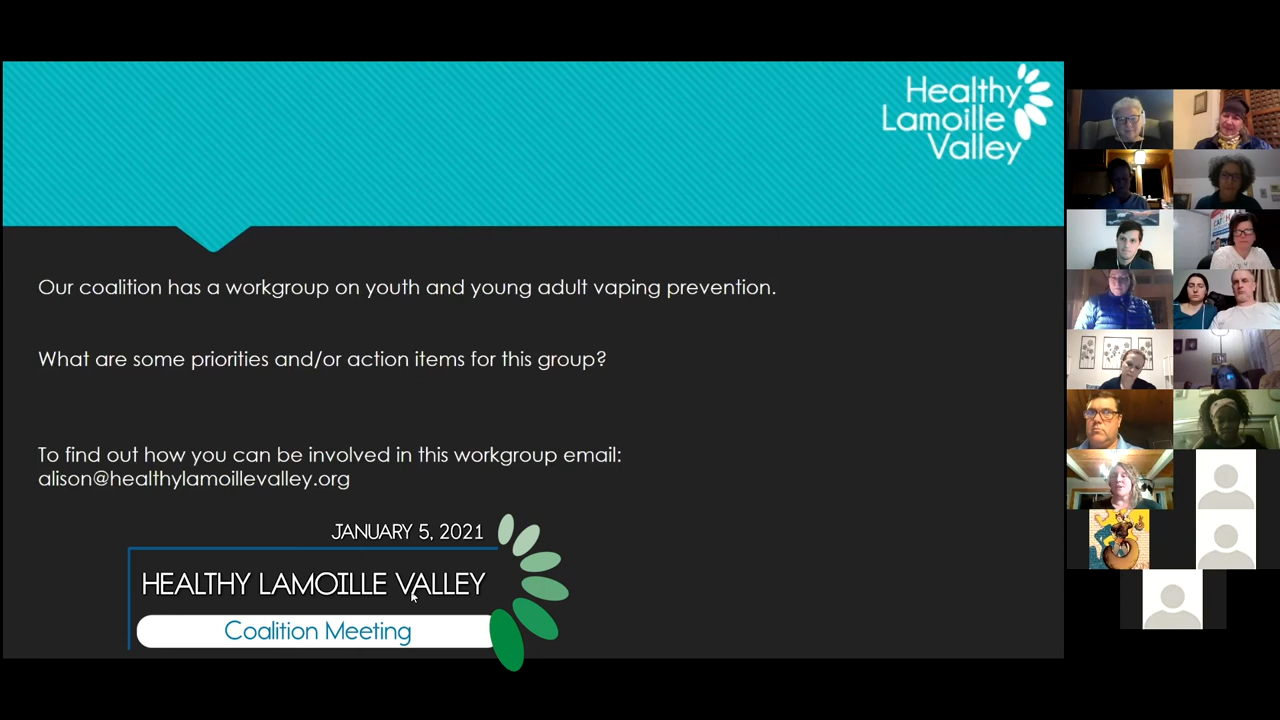 Healthy
Lamoille
Valley
Our coalition has a workgroup on youth and young adult vaping prevention.
What are some priorities and/or action items for this group?
To find out how you can be involved in this workgroup email:
alison@healthylamoillevalley.org
JANUARY 5, 2021
HEALTHY LAMOILLE VALLEY
Coalition Meeting